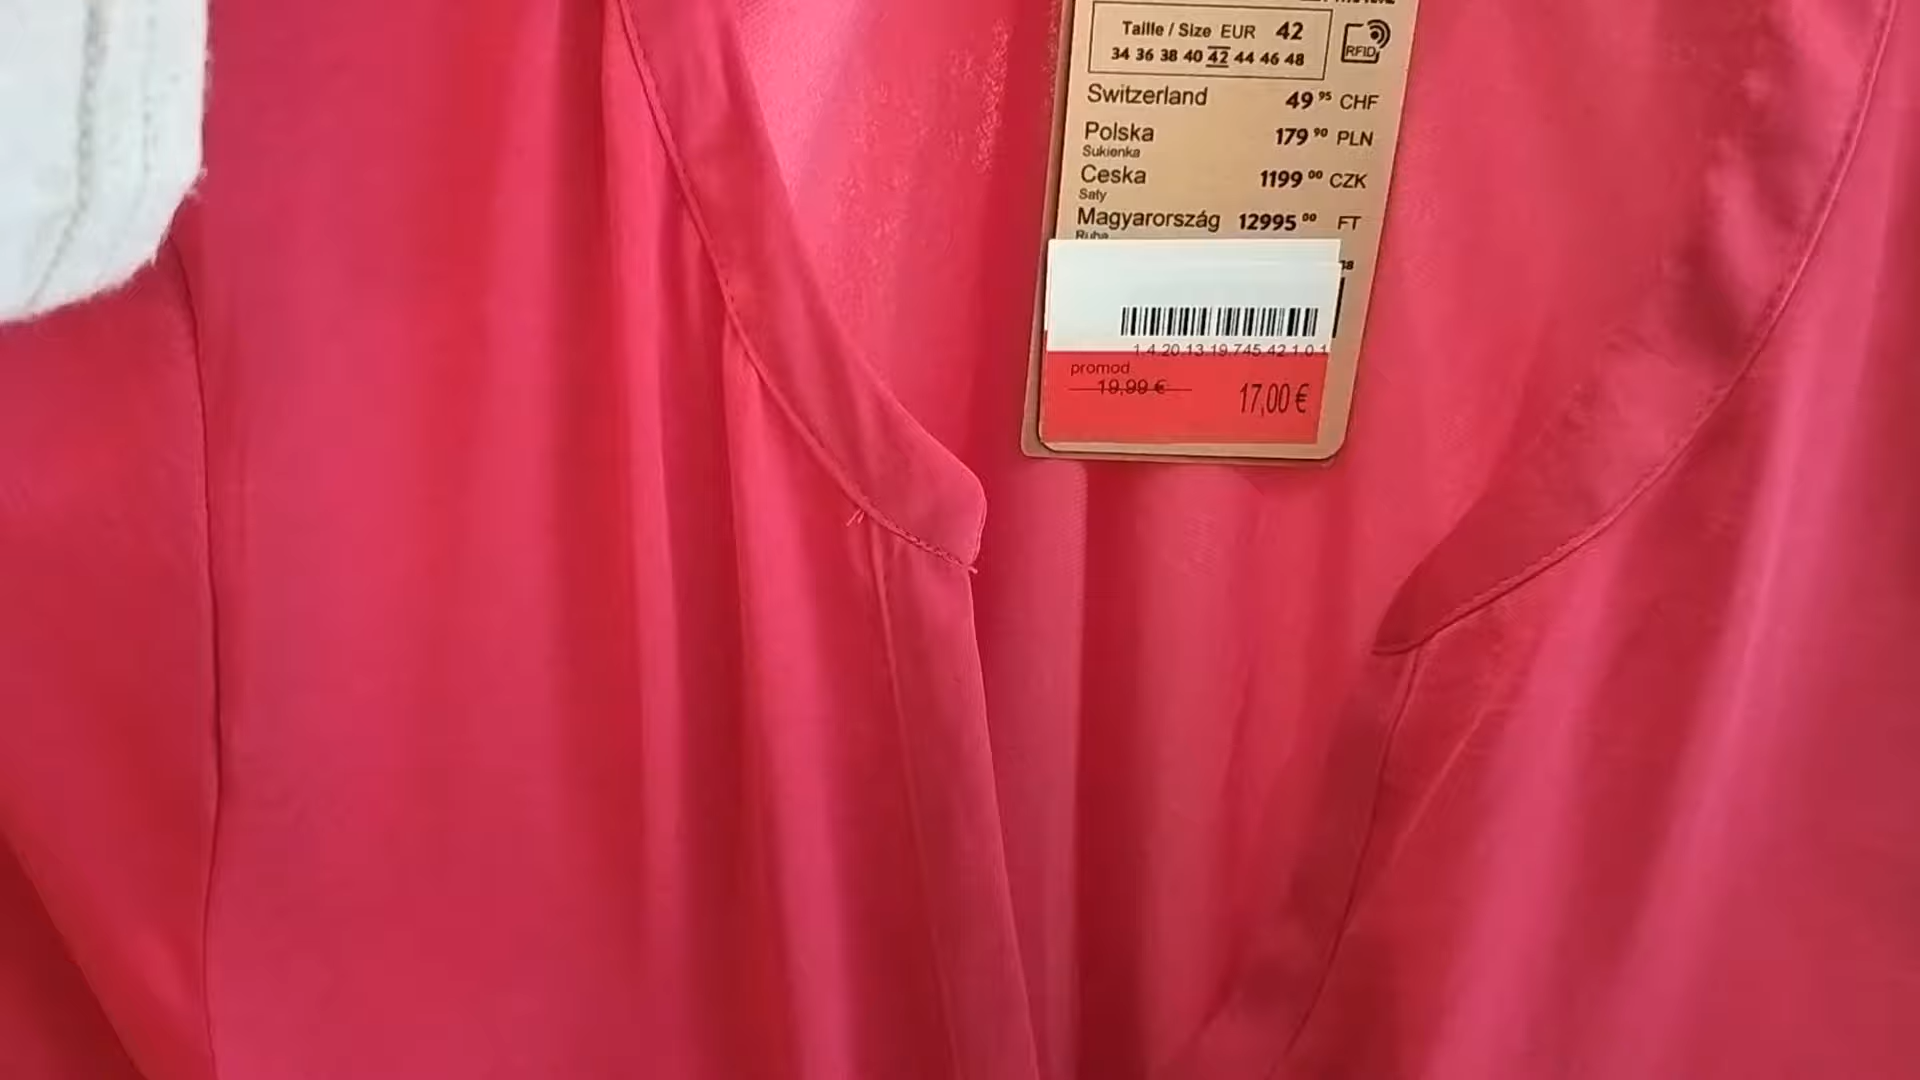 Taille / Size EUR 42
34 36 38 40 42 44 46 48
RFID
Switzerland 49 95 CHF
Polska 179 90 PLN
Sukienka
Ceska 1199 00 CZK
Saty
Magyarország 12995 00 FT
Ruha
1.4.20.13.19.745.42.1.0.1
promod
19,99 €
17,00 €